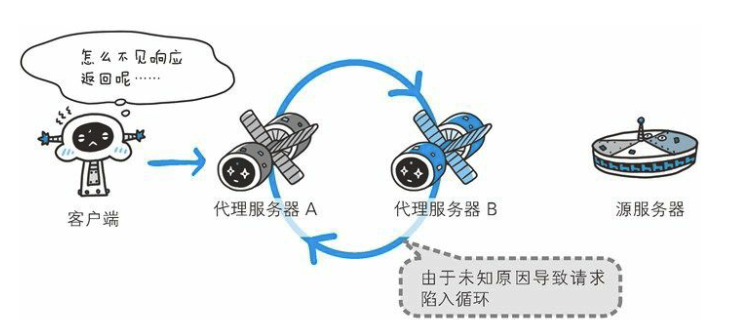 怎么不见响应
返回呢……
客户端
代理服务器 A
代理服务器 B
源服务器
由于未知原因导致请求
陷入循环